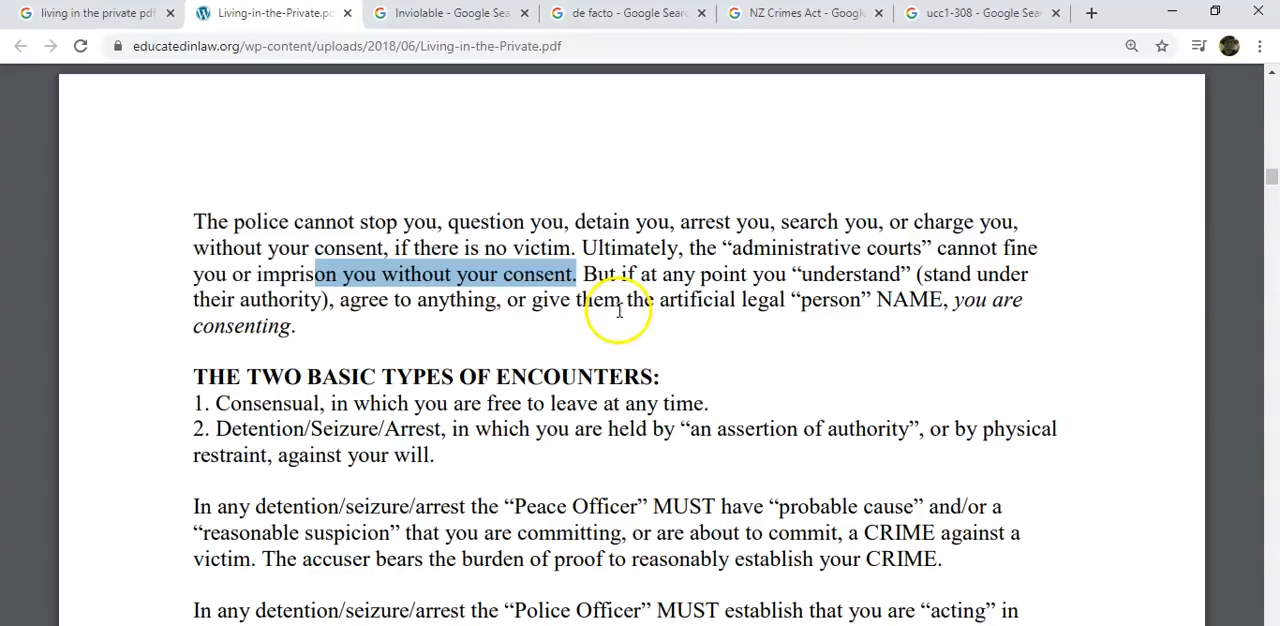 living in the private pdf
Living-in-the-Private.pd
Inviolable - Google Sea
de facto - Google Searc
NZ Crimes Act - Google
ucc1-308 - Google Sea
educatedinlaw.org/wp-content/uploads/2018/06/Living-in-the-Private.pdf
The police cannot stop you, question you, detain you, arrest you, search you, or charge you,
without your consent, if there is no victim. Ultimately, the “administrative courts” cannot fine
you or imprison you without your consent. But if at any point you “understand” (stand under
their authority), agree to anything, or give them the artificial legal “person” NAME, you are
consenting.
THE TWO BASIC TYPES OF ENCOUNTERS:
1. Consensual, in which you are free to leave at any time.
2. Detention/Seizure/Arrest, in which you are held by “an assertion of authority”, or by physical
restraint, against your will.
In any detention/seizure/arrest the “Peace Officer” MUST have “probable cause” and/or a
“reasonable suspicion” that you are committing, or are about to commit, a CRIME against a
victim. The accuser bears the burden of proof to reasonably establish your CRIME.
In any detention/seizure/arrest the “Police Officer” MUST establish that you are “acting” in